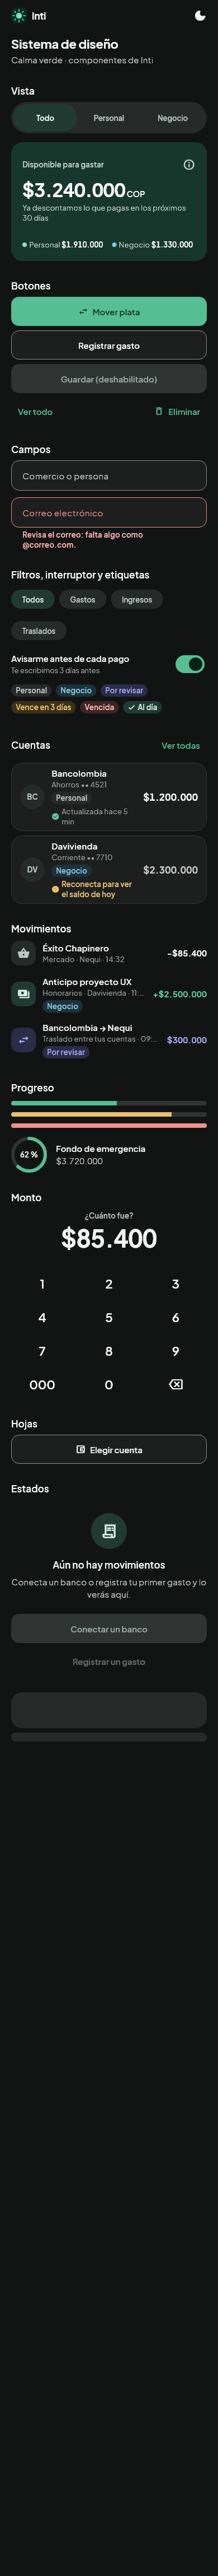 Inti
Sistema de diseño
Calma verde · componentes de Inti
Vista
Todo Personal Negocio
Disponible para gastar
$3.240.000 COP
Ya descontamos lo que pagas en los próximos
30 días
Personal $1.910.000 Negocio $1.330.000
Botones
Mover plata
Registrar gasto
Guardar (deshabilitado)
Ver todo Eliminar
Campos
Comercio o persona
Correo electrónico
Revisa el correo: falta algo como
@correo.com.
Filtros, interruptor y etiquetas
Todos Gastos Ingresos
Traslados
Avisarme antes de cada pago
Te escribimos 3 días antes
Personal Negocio Por revisar
Vence en 3 días Vencida Al día
Cuentas Ver todas
BC
Bancolombia
Ahorros •• 4521
Personal
Actualizada hace 5
min
$1.200.000
DV
Davivienda
Corriente •• 7710
Negocio
Reconecta para ver
el saldo de hoy
$2.300.000
Movimientos
Éxito Chapinero
Mercado · Nequi · 14:32
-$85.400
Anticipo proyecto UX
Honorarios · Davivienda · 11:…
Negocio
+$2.500.000
Bancolombia → Nequi
Traslado entre tus cuentas · 09:…
Por revisar
$300.000
Progreso
62 %
Fondo de emergencia
$3.720.000
Monto
¿Cuánto fue?
$85.400
1 2 3
4 5 6
7 8 9
000 0
Hojas
Elegir cuenta
Estados
Aún no hay movimientos
Conecta un banco o registra tu primer gasto y lo
verás aquí.
Conectar un banco
Registrar un gasto